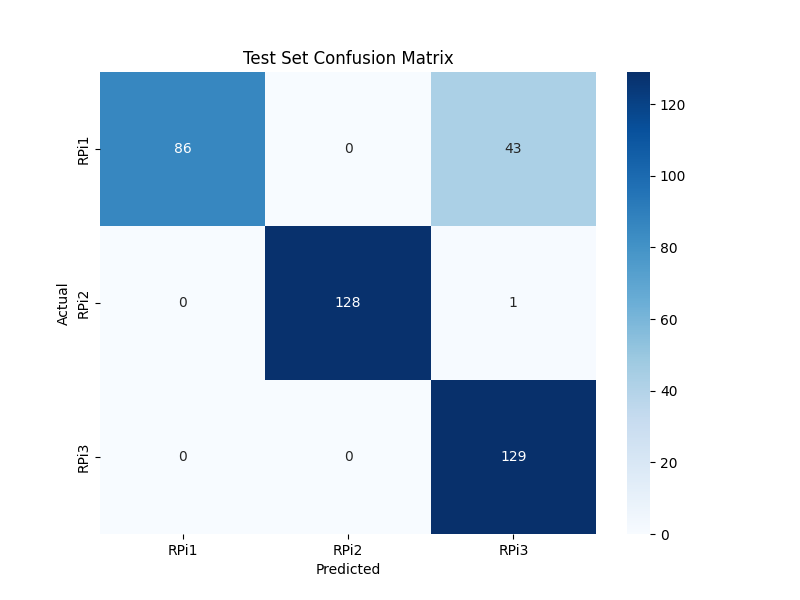 Test Set Confusion Matrix
Actual
RPi1
86 0 43
RPi2
0 128 1
RPi3
0 0 129
RPi1 RPi2 RPi3
Predicted
120
100
80
60
40
20
0